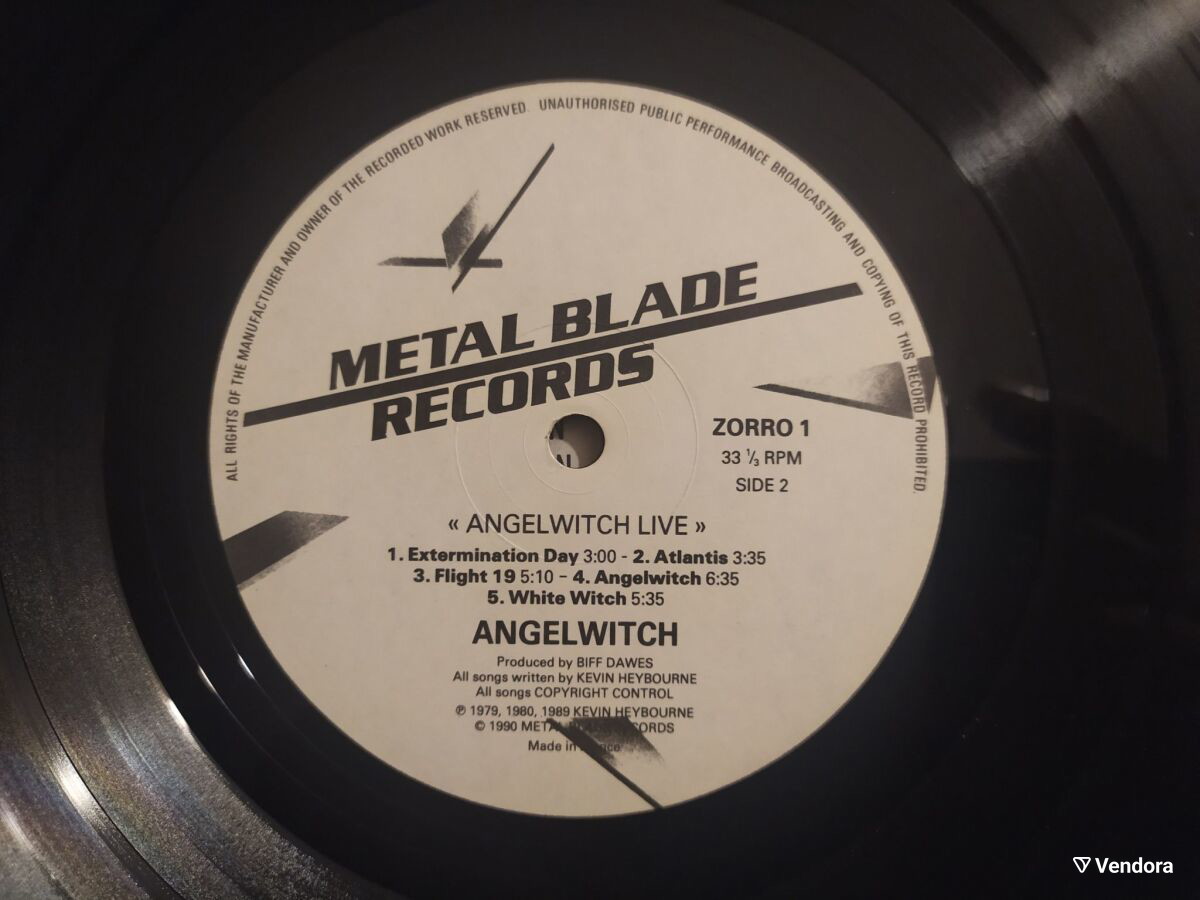 ALL RIGHTS OF THE MANUFACTURER AND OWNER OF THE RECORDED WORK RESERVED. UNAUTHORISED PUBLIC PERFORMANCE BROADCASTING AND COPYING OF THIS RECORD PROHIBITED.
METAL BLADE
RECORDS
ZORRO 1
33 ⅓ RPM
SIDE 2
« ANGELWITCH LIVE »
1. Extermination Day 3:00 - 2. Atlantis 3:35
3. Flight 19 5:10 - 4. Angelwitch 6:35
5. White Witch 5:35
ANGELWITCH
Produced by BIFF DAWES
All songs written by KEVIN HEYBOURNE
All songs COPYRIGHT CONTROL
℗ 1979, 1980, 1989 KEVIN HEYBOURNE
© 1990 METAL BLADE RECORDS
Made in
Vendora